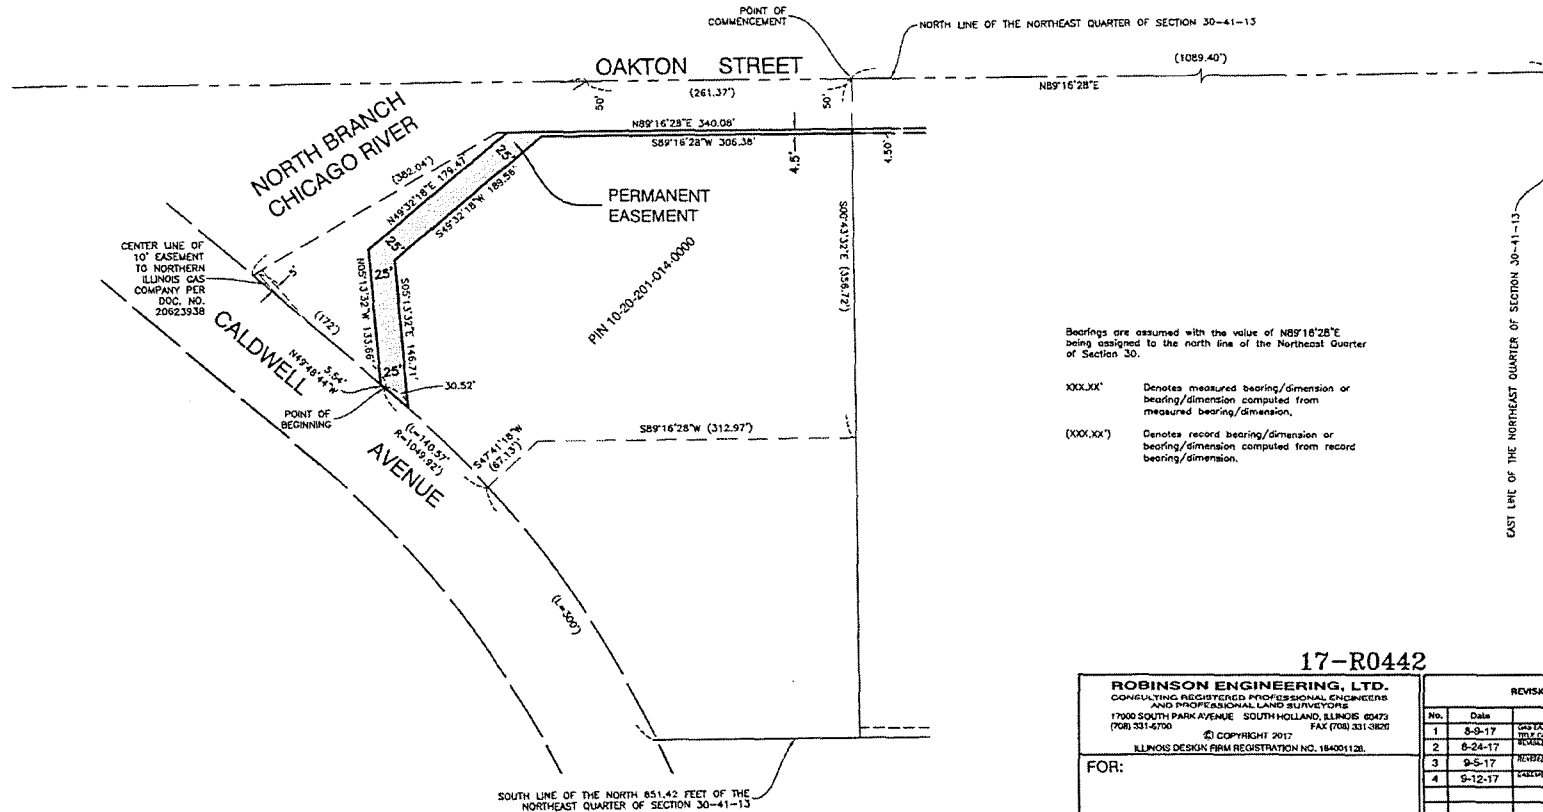 POINT OF
COMMENCEMENT
NORTH LINE OF THE NORTHEAST QUARTER OF SECTION 30-41-13
OAKTON STREET
(1089.40')
(261.37')
50'
50'
N89°16'28"E
NORTH BRANCH
CHICAGO RIVER
N89°16'28"E 340.08'
S89°16'28"W 306.38'
4.5'
4.50'
(382.04')
25'
N49°32'18"E 179.47'
S49°32'18"W 189.58'
PERMANENT
EASEMENT
CENTER LINE OF
10' EASEMENT
TO NORTHERN
ILLINOIS GAS
COMPANY PER
DOC. NO.
20623938
5'
25'
25'
N05°13'32"W 133.66'
S05°13'32"E 146.71'
PIN 10-20-201-014-0000
S00°43'32"E (356.72')
(172')
CALDWELL
AVENUE
5.54'
N49°48'44"W
25'
30.52'
POINT OF
BEGINNING
(L=140.57'
R=1049.92')
S47°41'18"W
(67.13')
S89°16'28"W (312.97')
(L=300')
EAST LINE OF THE NORTHEAST QUARTER OF SECTION 30-41-13
Bearings are assumed with the value of N89°16'28"E
being assigned to the north line of the Northeast Quarter
of Section 30.
XXX.XX' Denotes measured bearing/dimension or
bearing/dimension computed from
measured bearing/dimension.
(XXX.XX') Denotes record bearing/dimension or
bearing/dimension computed from record
bearing/dimension.
SOUTH LINE OF THE NORTH 851.42 FEET OF THE
NORTHEAST QUARTER OF SECTION 30-41-13
17-R0442
ROBINSON ENGINEERING, LTD.
CONSULTING REGISTERED PROFESSIONAL ENGINEERS
AND PROFESSIONAL LAND SURVEYORS
17000 SOUTH PARK AVENUE SOUTH HOLLAND, ILLINOIS 60473
(708) 331-6700 FAX (708) 331-3826
© COPYRIGHT 2017
ILLINOIS DESIGN FIRM REGISTRATION NO. 184001128.
FOR:
REVISI
No. Date
1 8-9-17
2 8-24-17
3 9-5-17
4 9-12-17